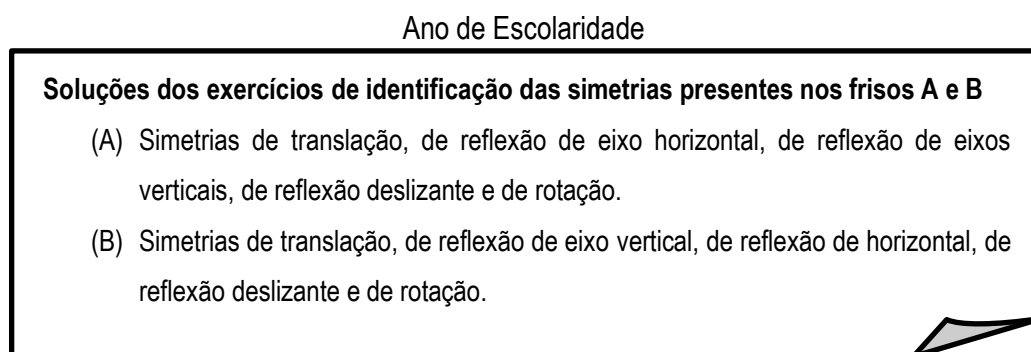 Ano de Escolaridade
Soluções dos exercícios de identificação das simetrias presentes nos frisos A e B
(A) Simetrias de translação, de reflexão de eixo horizontal, de reflexão de eixos
verticais, de reflexão deslizante e de rotação.
(B) Simetrias de translação, de reflexão de eixo vertical, de reflexão de horizontal, de
reflexão deslizante e de rotação.